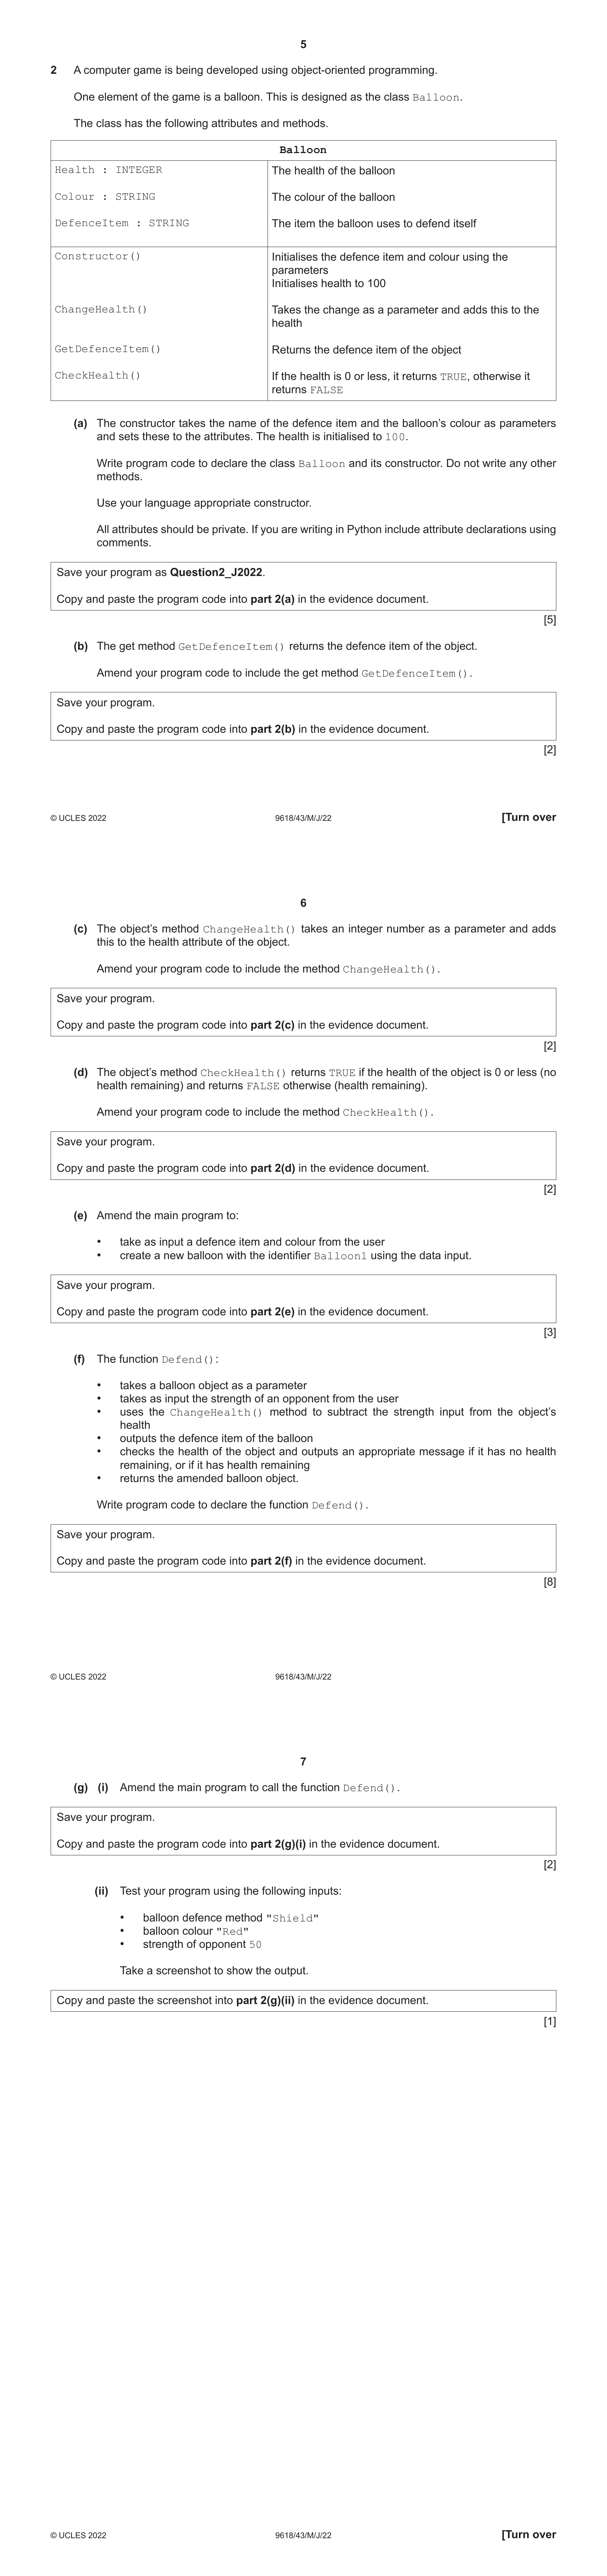 5
2 A computer game is being developed using object-oriented programming.
One element of the game is a balloon. This is designed as the class Balloon.
The class has the following attributes and methods.
Balloon
Health : INTEGER The health of the balloon
Colour : STRING The colour of the balloon
DefenceItem : STRING The item the balloon uses to defend itself
Constructor() Initialises the defence item and colour using the
parameters
Initialises health to 100
ChangeHealth() Takes the change as a parameter and adds this to the
health
GetDefenceItem() Returns the defence item of the object
CheckHealth() If the health is 0 or less, it returns TRUE, otherwise it
returns FALSE
(a) The constructor takes the name of the defence item and the balloon's colour as parameters
and sets these to the attributes. The health is initialised to 100.
Write program code to declare the class Balloon and its constructor. Do not write any other
methods.
Use your language appropriate constructor.
All attributes should be private. If you are writing in Python include attribute declarations using
comments.
Save your program as Question2_J2022.
Copy and paste the program code into part 2(a) in the evidence document.
[5]
(b) The get method GetDefenceItem() returns the defence item of the object.
Amend your program code to include the get method GetDefenceItem().
Save your program.
Copy and paste the program code into part 2(b) in the evidence document.
[2]
© UCLES 2022 9618/43/M/J/22 [Turn over
6
(c) The object's method ChangeHealth() takes an integer number as a parameter and adds
this to the health attribute of the object.
Amend your program code to include the method ChangeHealth().
Save your program.
Copy and paste the program code into part 2(c) in the evidence document.
[2]
(d) The object's method CheckHealth() returns TRUE if the health of the object is 0 or less (no
health remaining) and returns FALSE otherwise (health remaining).
Amend your program code to include the method CheckHealth().
Save your program.
Copy and paste the program code into part 2(d) in the evidence document.
[2]
(e) Amend the main program to:
• take as input a defence item and colour from the user
• create a new balloon with the identifier Balloon1 using the data input.
Save your program.
Copy and paste the program code into part 2(e) in the evidence document.
[3]
(f) The function Defend():
• takes a balloon object as a parameter
• takes as input the strength of an opponent from the user
• uses the ChangeHealth() method to subtract the strength input from the object's
health
• outputs the defence item of the balloon
• checks the health of the object and outputs an appropriate message if it has no health
remaining, or if it has health remaining
• returns the amended balloon object.
Write program code to declare the function Defend().
Save your program.
Copy and paste the program code into part 2(f) in the evidence document.
[8]
© UCLES 2022 9618/43/M/J/22
7
(g) (i) Amend the main program to call the function Defend().
Save your program.
Copy and paste the program code into part 2(g)(i) in the evidence document.
[2]
(ii) Test your program using the following inputs:
• balloon defence method "Shield"
• balloon colour "Red"
• strength of opponent 50
Take a screenshot to show the output.
Copy and paste the screenshot into part 2(g)(ii) in the evidence document.
[1]
© UCLES 2022 9618/43/M/J/22 [Turn over